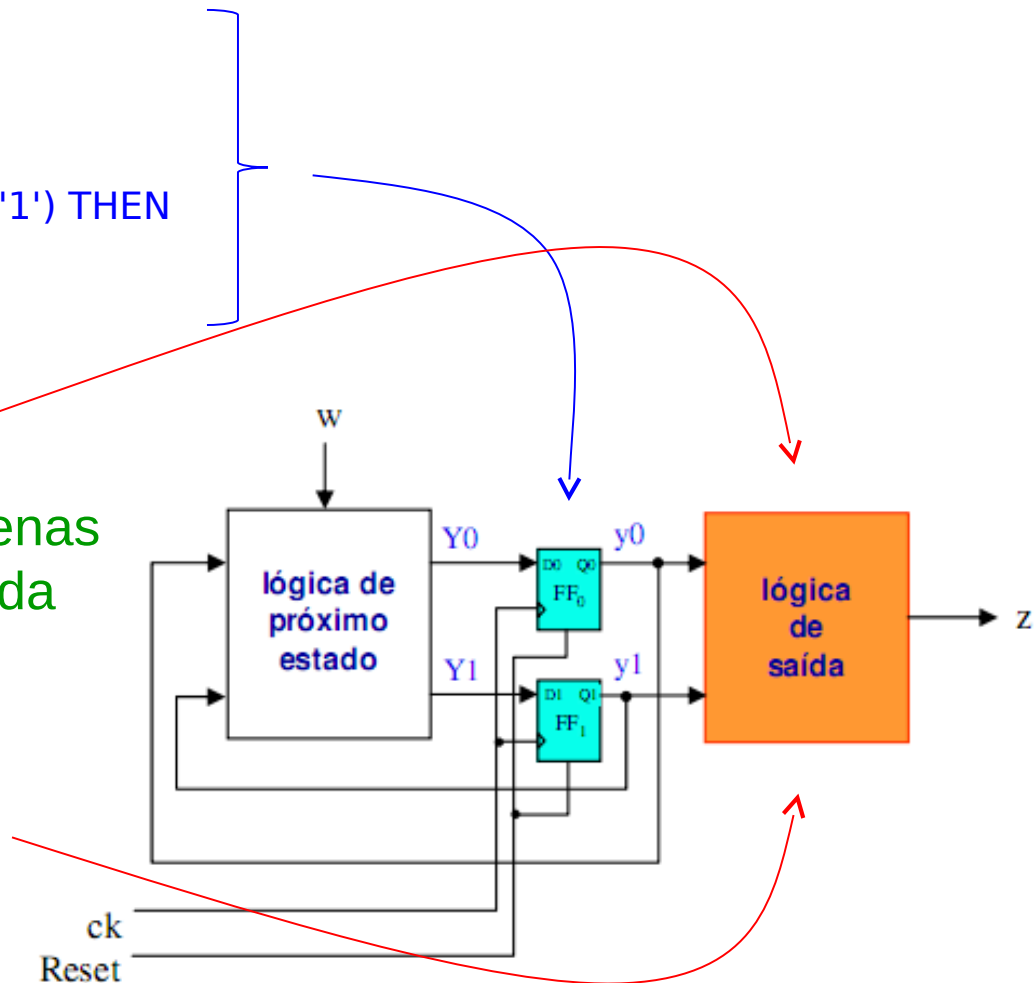 '1') THEN
w
enas
da
Y0
y0
D0 Q0
FF0
lógica de
próximo
estado
lógica
de
saída
z
Y1
y1
D1 Q1
FF1
ck
Reset